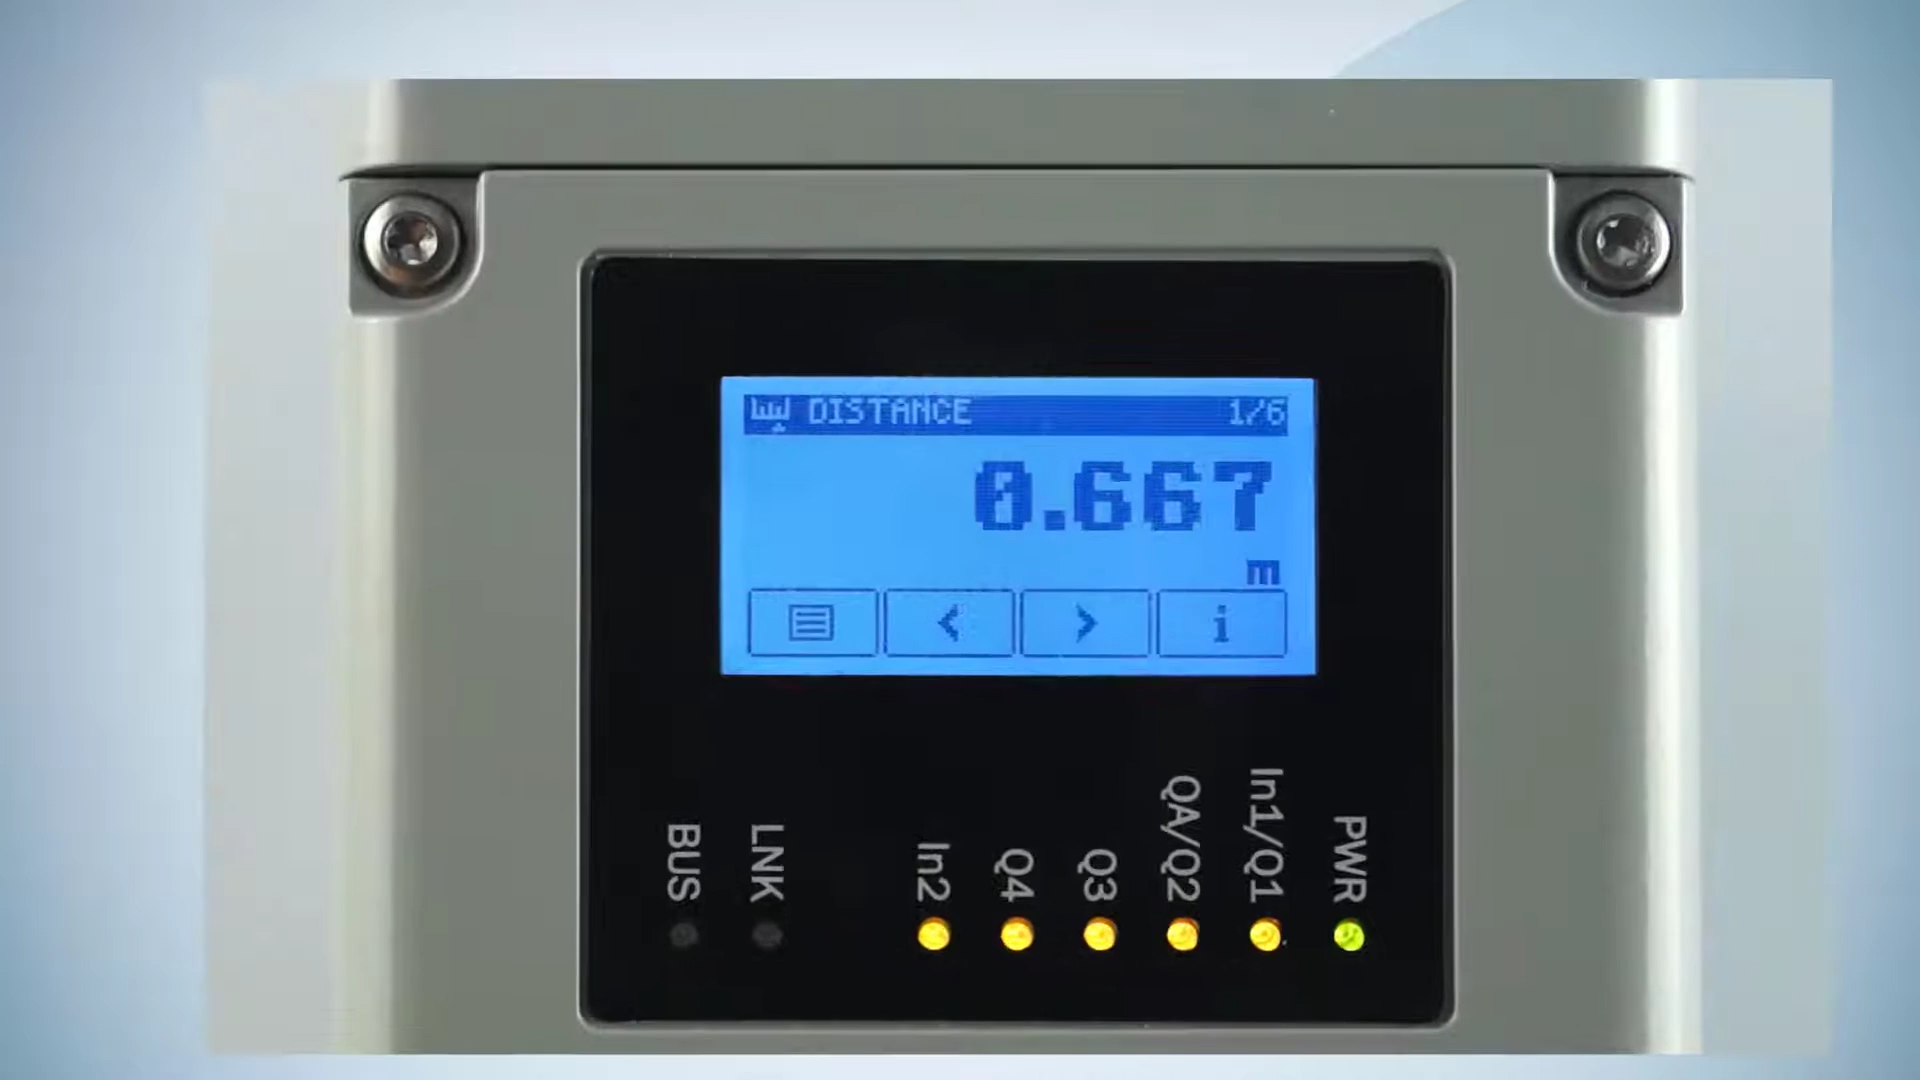 DISTANCE 1/6
0.667
m
< > i
BUS
LNK
In2
Q4
Q3
QA/Q2
In1/Q1
PWR